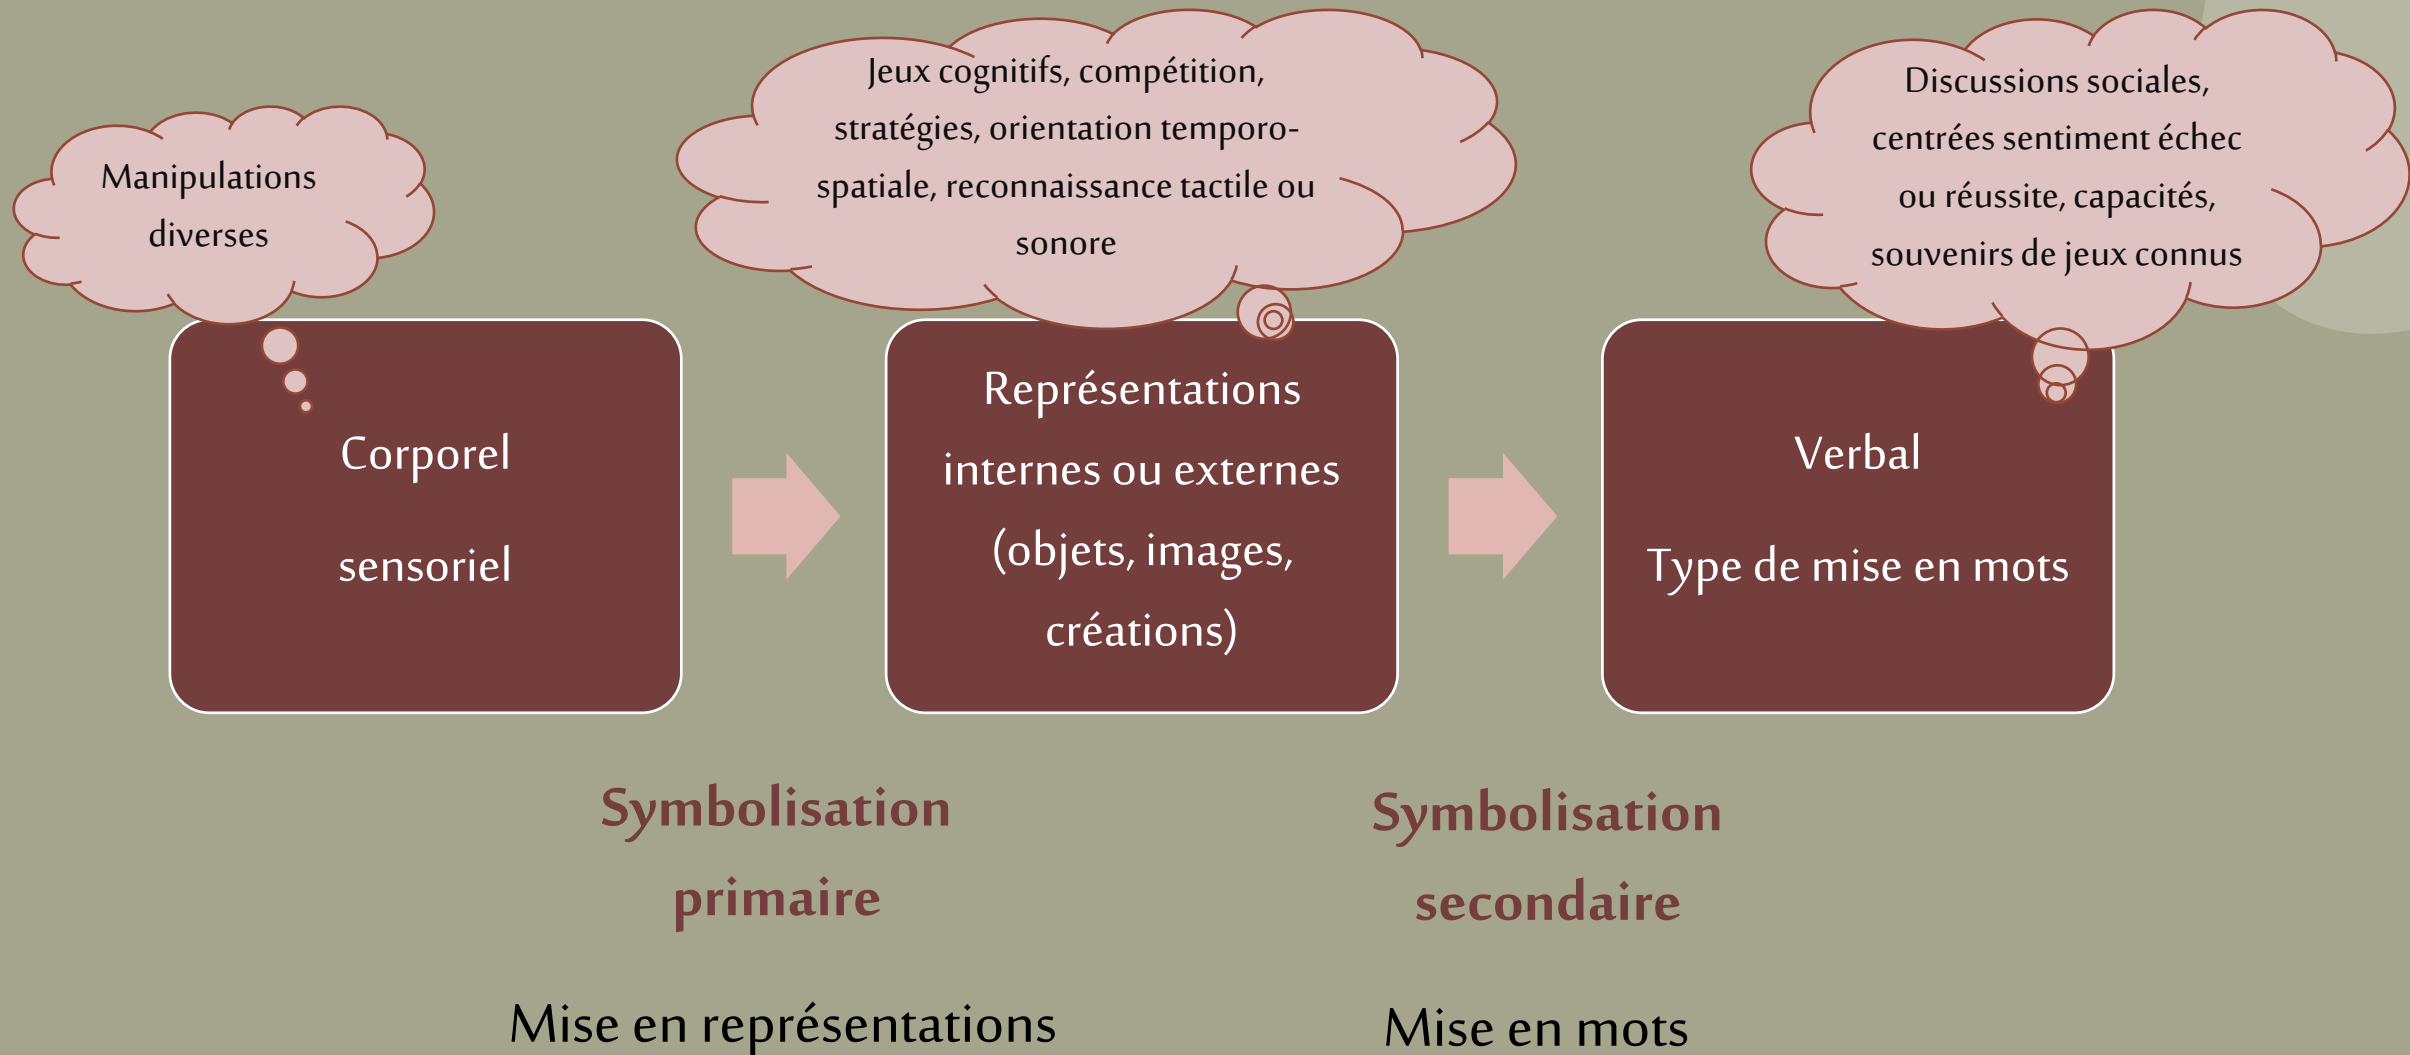 Manipulations
diverses
Jeux cognitifs, compétition,
stratégies, orientation temporo-
spatiale, reconnaissance tactile ou
sonore
Discussions sociales,
centrées sentiment échec
ou réussite, capacités,
souvenirs de jeux connus
Corporel
sensoriel
Représentations
internes ou externes
(objets, images,
créations)
Verbal
Type de mise en mots
Symbolisation
primaire
Mise en représentations
Symbolisation
secondaire
Mise en mots